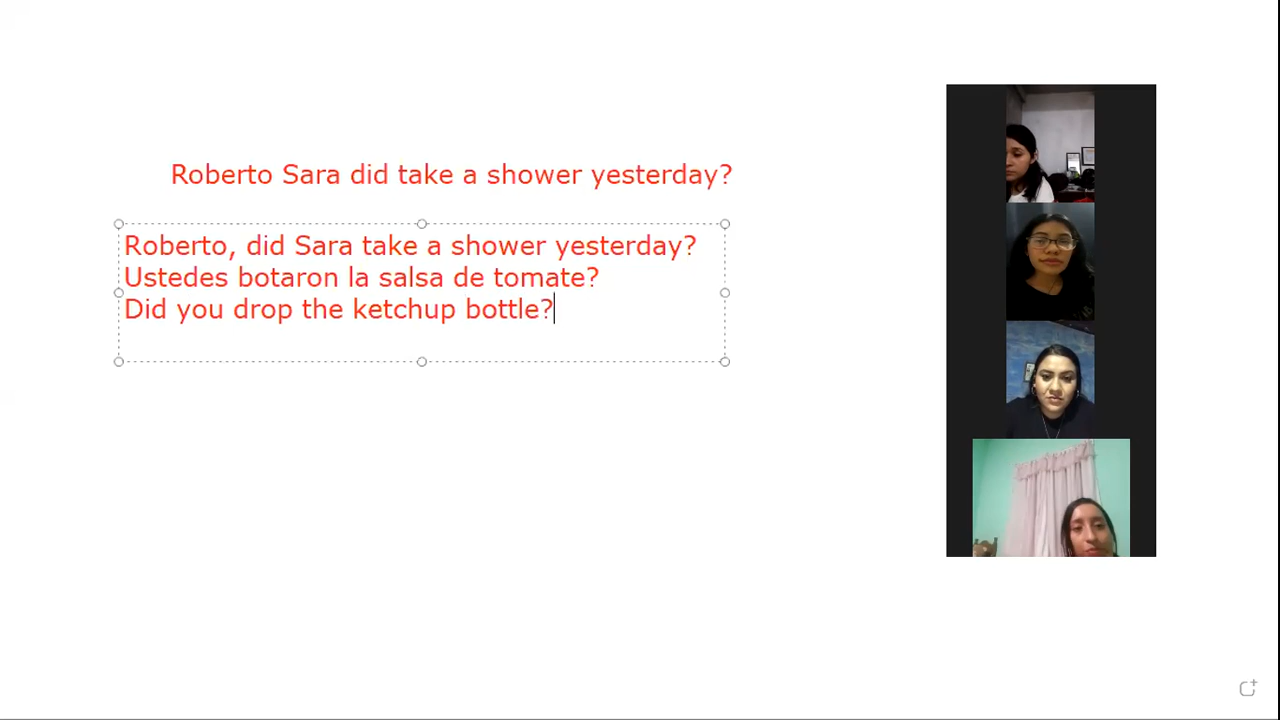 Roberto Sara did take a shower yesterday?
Roberto, did Sara take a shower yesterday?
Ustedes botaron la salsa de tomate?
Did you drop the ketchup bottle?